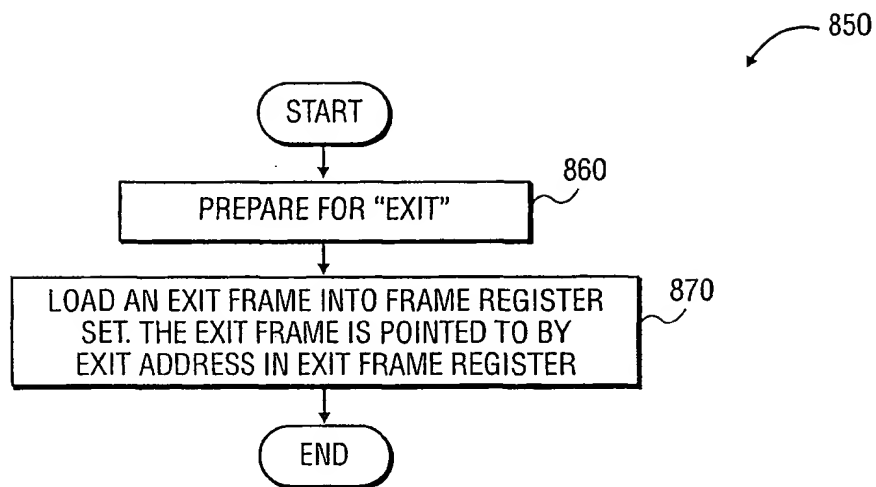 850
START
860
PREPARE FOR “EXIT”
870
LOAD AN EXIT FRAME INTO FRAME REGISTER
SET. THE EXIT FRAME IS POINTED TO BY
EXIT ADDRESS IN EXIT FRAME REGISTER
END